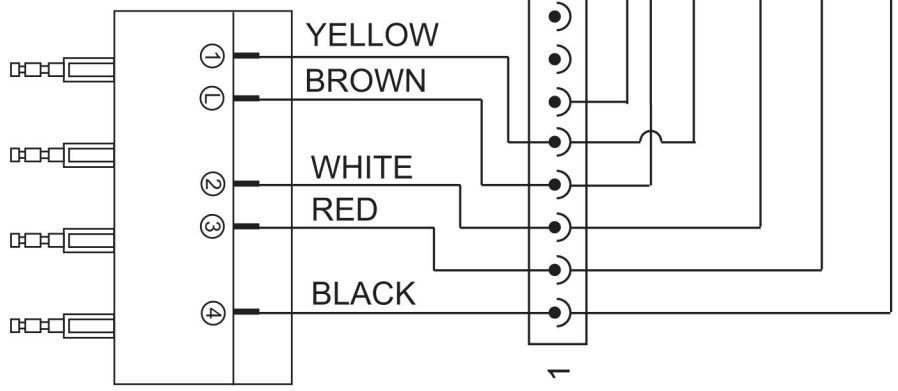 ① YELLOW
Ⓛ BROWN
② WHITE
③ RED
④ BLACK
1